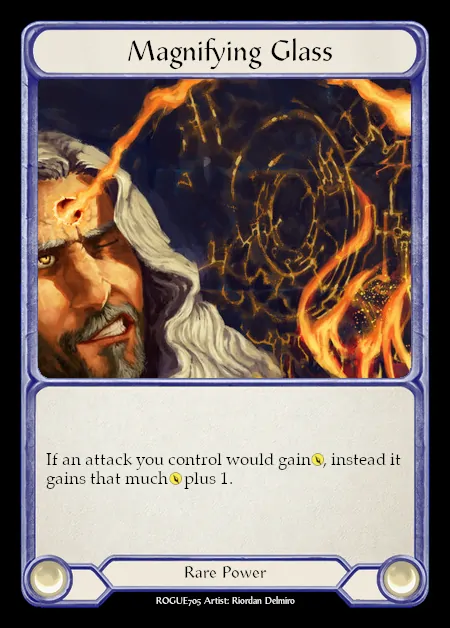 Magnifying Glass
If an attack you control would gain, instead it
gains that much plus 1.
Rare Power
ROGUE705 Artist: Riordan Delmiro